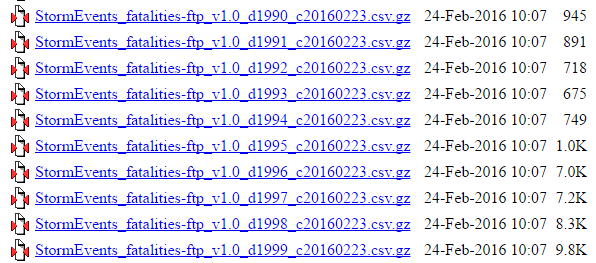 StormEvents_fatalities-ftp_v1.0_d1990_c20160223.csv.gz 24-Feb-2016 10:07 945
StormEvents_fatalities-ftp_v1.0_d1991_c20160223.csv.gz 24-Feb-2016 10:07 891
StormEvents_fatalities-ftp_v1.0_d1992_c20160223.csv.gz 24-Feb-2016 10:07 718
StormEvents_fatalities-ftp_v1.0_d1993_c20160223.csv.gz 24-Feb-2016 10:07 675
StormEvents_fatalities-ftp_v1.0_d1994_c20160223.csv.gz 24-Feb-2016 10:07 749
StormEvents_fatalities-ftp_v1.0_d1995_c20160223.csv.gz 24-Feb-2016 10:07 1.0K
StormEvents_fatalities-ftp_v1.0_d1996_c20160223.csv.gz 24-Feb-2016 10:07 7.0K
StormEvents_fatalities-ftp_v1.0_d1997_c20160223.csv.gz 24-Feb-2016 10:07 7.2K
StormEvents_fatalities-ftp_v1.0_d1998_c20160223.csv.gz 24-Feb-2016 10:07 8.3K
StormEvents_fatalities-ftp_v1.0_d1999_c20160223.csv.gz 24-Feb-2016 10:07 9.8K